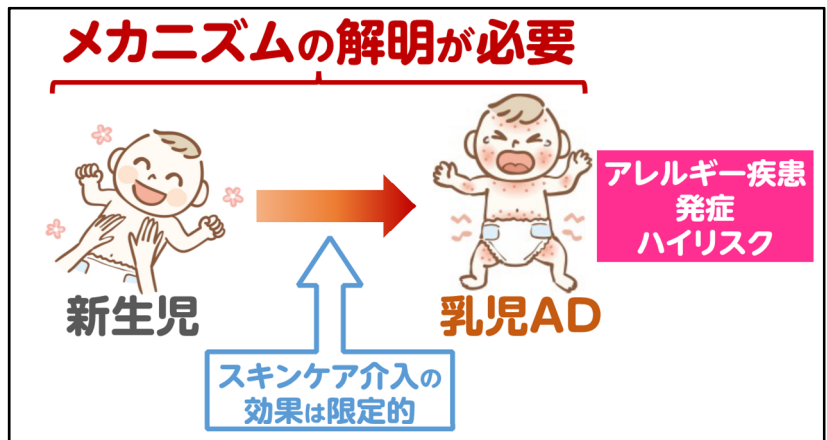 メカニズムの解明が必要
新生児
乳児AD
アレルギー疾患
発症
ハイリスク
スキンケア介入の
効果は限定的